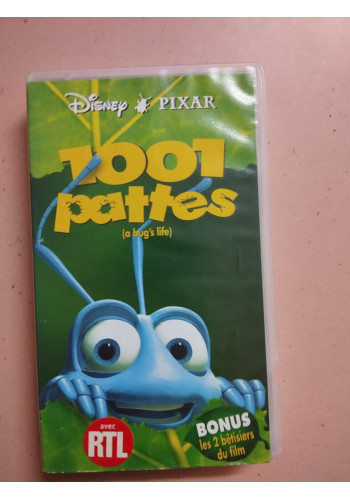 Disney PIXAR
1001
pattes
(a bug's life)
avec
RTL
BONUS
les 2 bêtisiers
du film